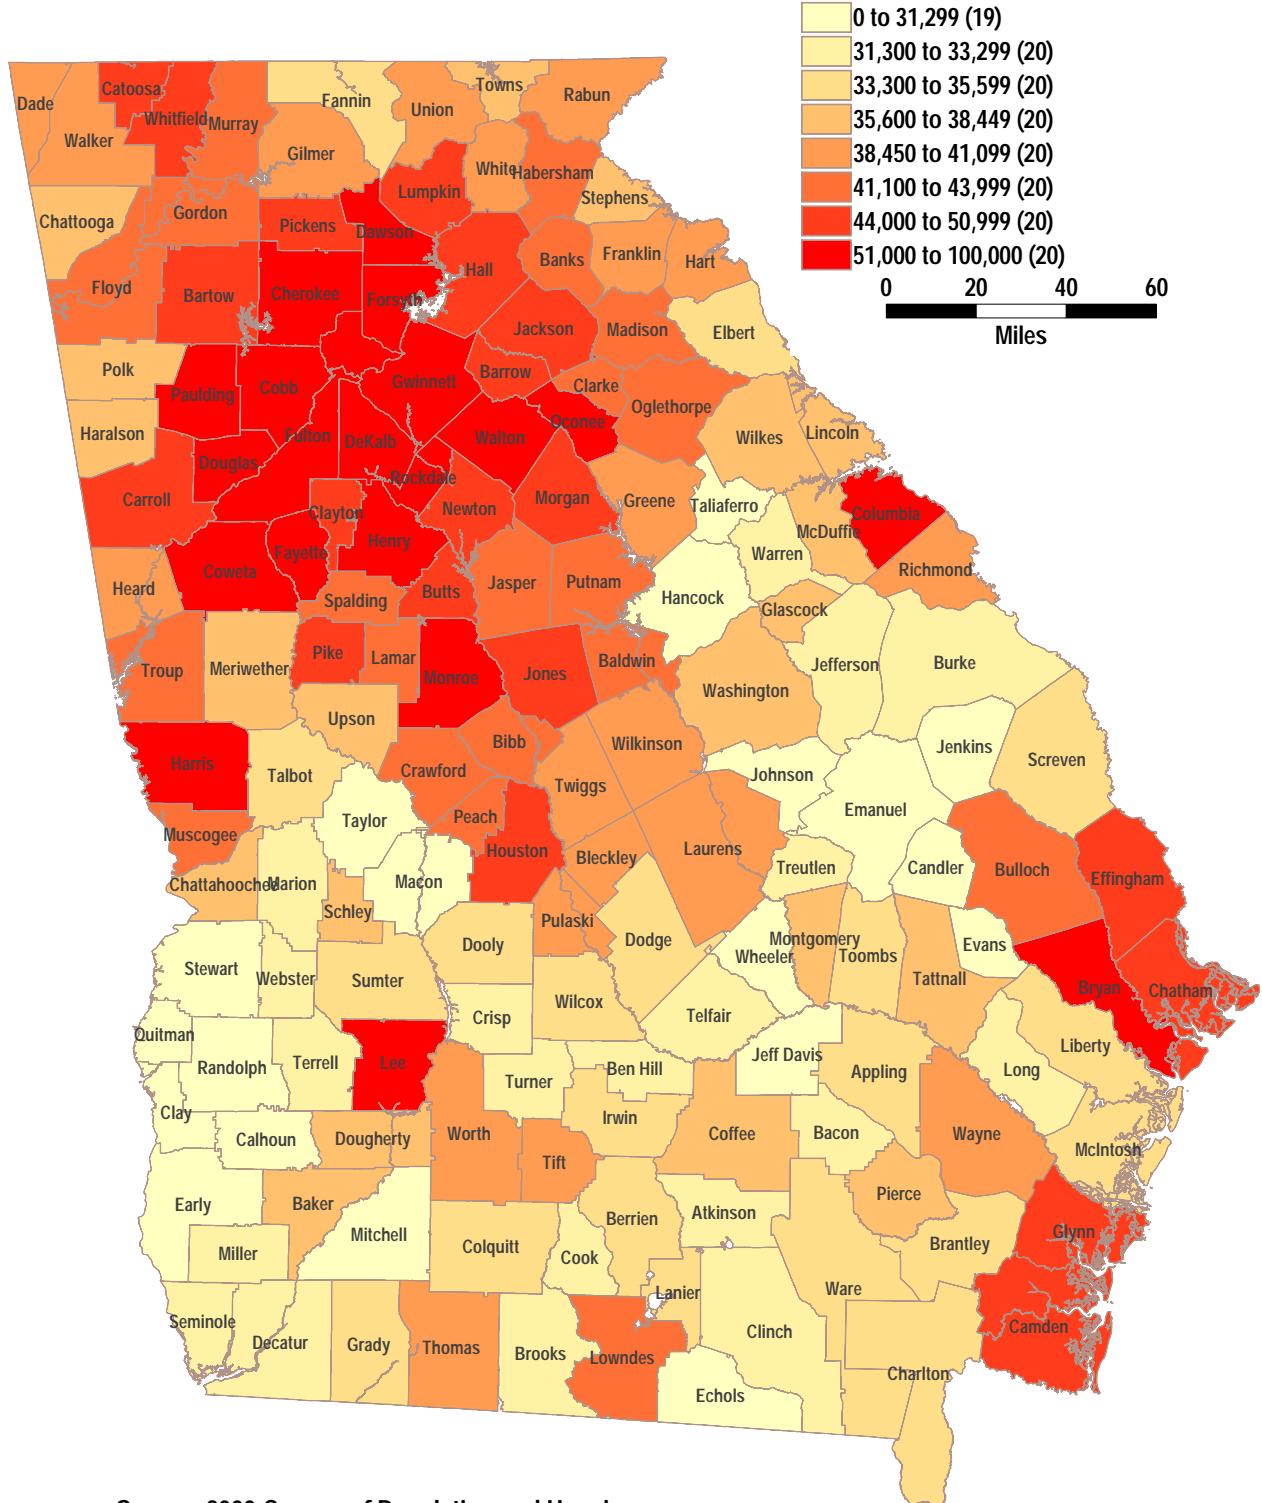 0 to 31,299 (19)
31,300 to 33,299 (20)
33,300 to 35,599 (20)
35,600 to 38,449 (20)
38,450 to 41,099 (20)
41,100 to 43,999 (20)
44,000 to 50,999 (20)
51,000 to 100,000 (20)
0 20 40 60
Miles
Dade
Catoosa
Whitfield
Walker
Murray
Fannin
Gilmer
Union
Towns
Rabun
White
Habersham
Lumpkin
Stephens
Chattooga
Gordon
Pickens
Dawson
Hall
Banks
Franklin
Hart
Floyd
Bartow
Cherokee
Forsyth
Jackson
Madison
Elbert
Polk
Paulding
Cobb
Gwinnett
Barrow
Clarke
Oglethorpe
Oconee
Haralson
Fulton
DeKalb
Walton
Wilkes
Lincoln
Douglas
Rockdale
Carroll
Clayton
Newton
Morgan
Greene
Taliaferro
McDuffie
Columbia
Fayette
Henry
Warren
Richmond
Coweta
Heard
Spalding
Butts
Jasper
Putnam
Hancock
Glascock
Troup
Meriwether
Pike
Lamar
Monroe
Jones
Baldwin
Washington
Jefferson
Burke
Upson
Bibb
Wilkinson
Jenkins
Screven
Harris
Talbot
Crawford
Twiggs
Johnson
Emanuel
Taylor
Peach
Muscogee
Houston
Bleckley
Laurens
Treutlen
Candler
Bulloch
Effingham
Chattahoochee
Marion
Macon
Schley
Pulaski
Dooly
Dodge
Wheeler
Montgomery
Toombs
Evans
Tattnall
Stewart
Webster
Sumter
Wilcox
Bryan
Chatham
Crisp
Telfair
Quitman
Randolph
Terrell
Lee
Turner
Ben Hill
Jeff Davis
Appling
Long
Liberty
Clay
Calhoun
Dougherty
Worth
Tift
Irwin
Coffee
Bacon
Wayne
McIntosh
Early
Baker
Mitchell
Pierce
Miller
Colquitt
Cook
Berrien
Atkinson
Brantley
Glynn
Seminole
Decatur
Grady
Thomas
Brooks
Lowndes
Lanier
Clinch
Ware
Camden
Echols
Charlton